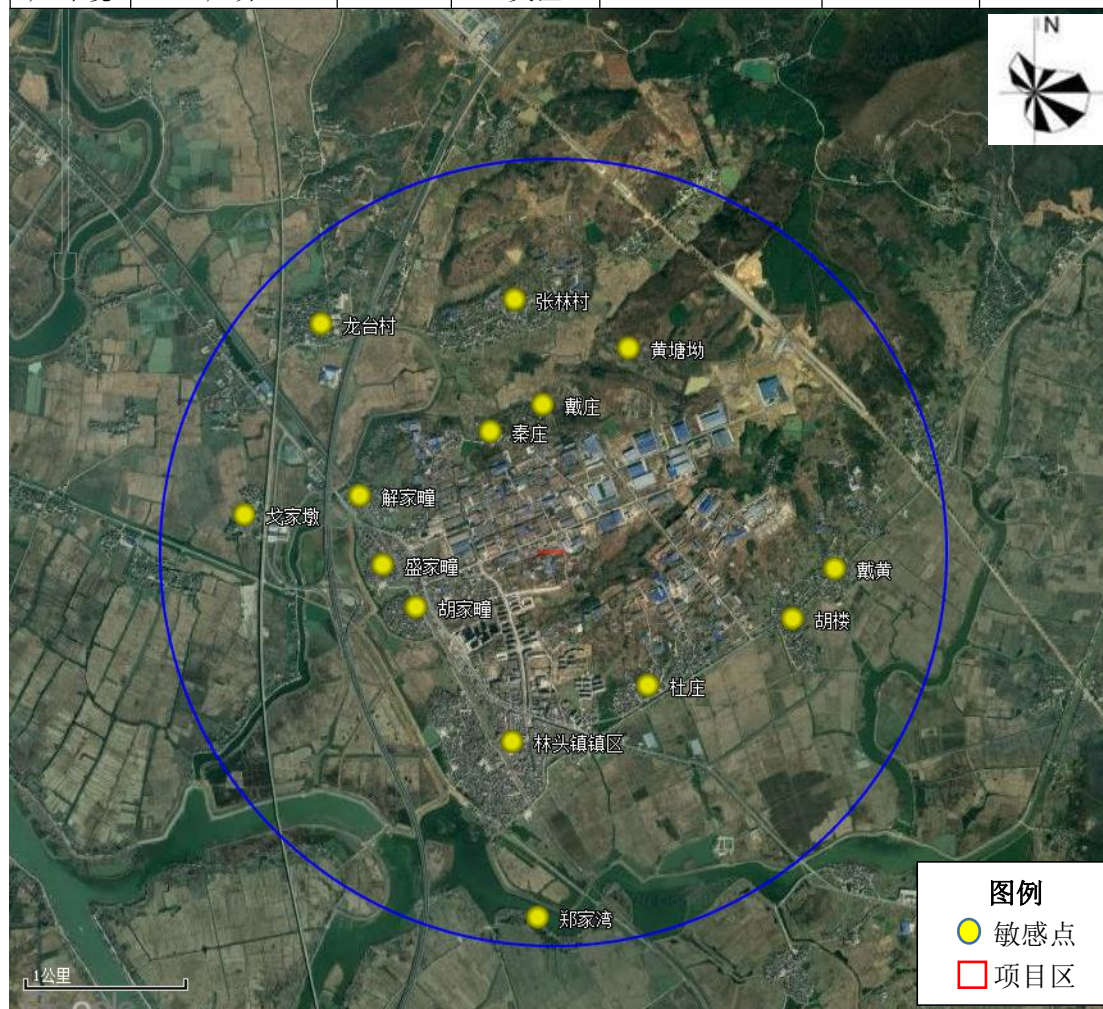 N
张林村
龙台村
黄塘坳
戴庄
秦庄
解家疃
戈家墩
盛家疃
戴黄
胡家疃
胡楼
杜庄
林头镇镇区
郑家湾
1公里
图例
敏感点
项目区